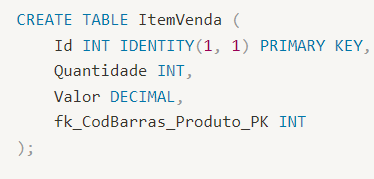 CREATE TABLE ItemVenda (
    Id INT IDENTITY(1, 1) PRIMARY KEY,
    Quantidade INT,
    Valor DECIMAL,
    fk_CodBarras_Produto_PK INT
);